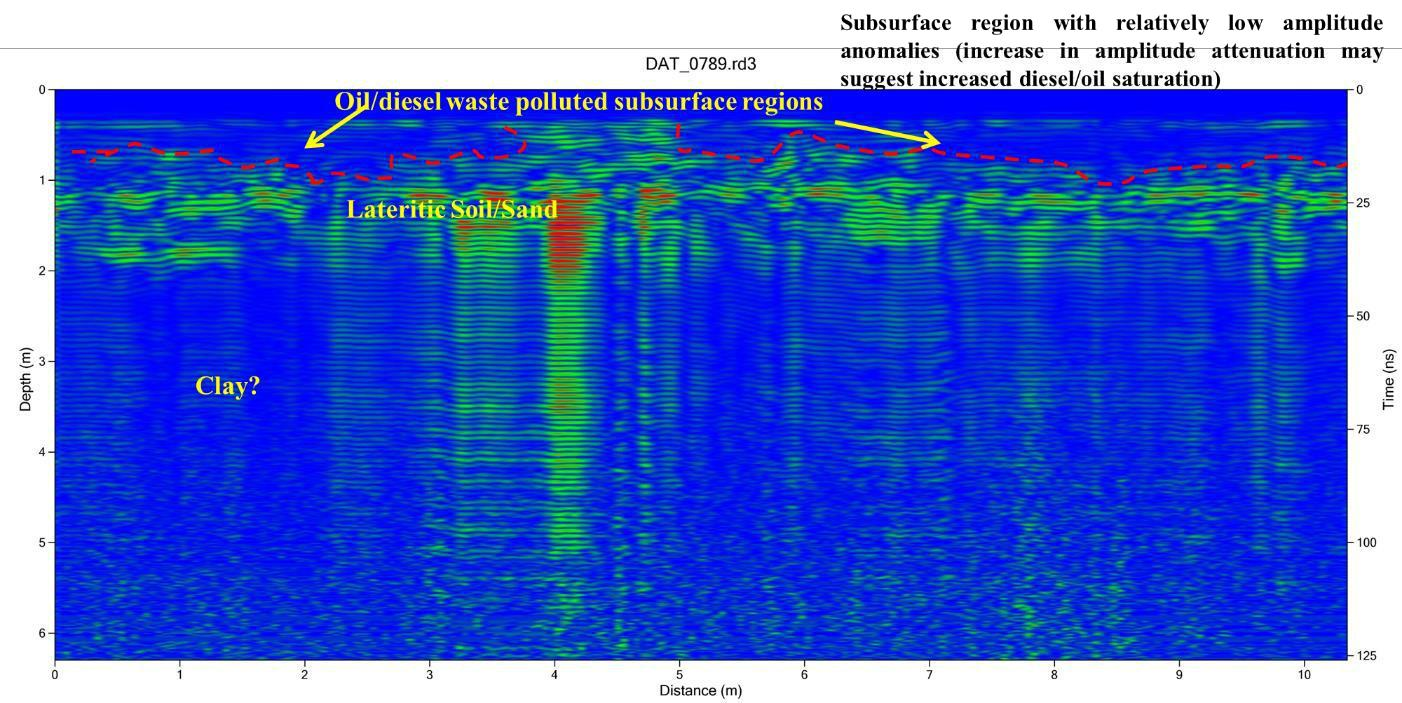 Subsurface region with relatively low amplitude
anomalies (increase in amplitude attenuation may
suggest increased diesel/oil saturation)
DAT_0789.rd3
Oil/diesel waste polluted subsurface regions
Lateritic Soil/Sand
Clay?
Depth (m)
0
1
2
3
4
5
6
Time (ns)
0
25
50
75
100
125
0 1 2 3 4 5 6 7 8 9 10
Distance (m)